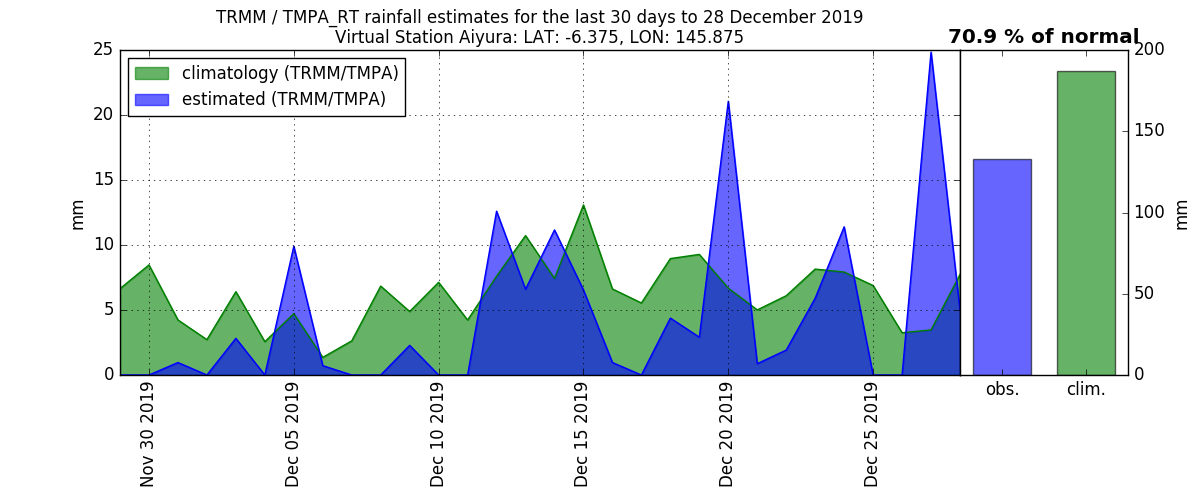 TRMM / TMPA_RT rainfall estimates for the last 30 days to 28 December 2019
Virtual Station Aiyura: LAT: -6.375, LON: 145.875
70.9 % of normal
climatology (TRMM/TMPA)
estimated (TRMM/TMPA)
25
20
15
10
5
0
mm
Nov 30 2019
Dec 05 2019
Dec 10 2019
Dec 15 2019
Dec 20 2019
Dec 25 2019
200
150
100
50
0
mm
obs.
clim.